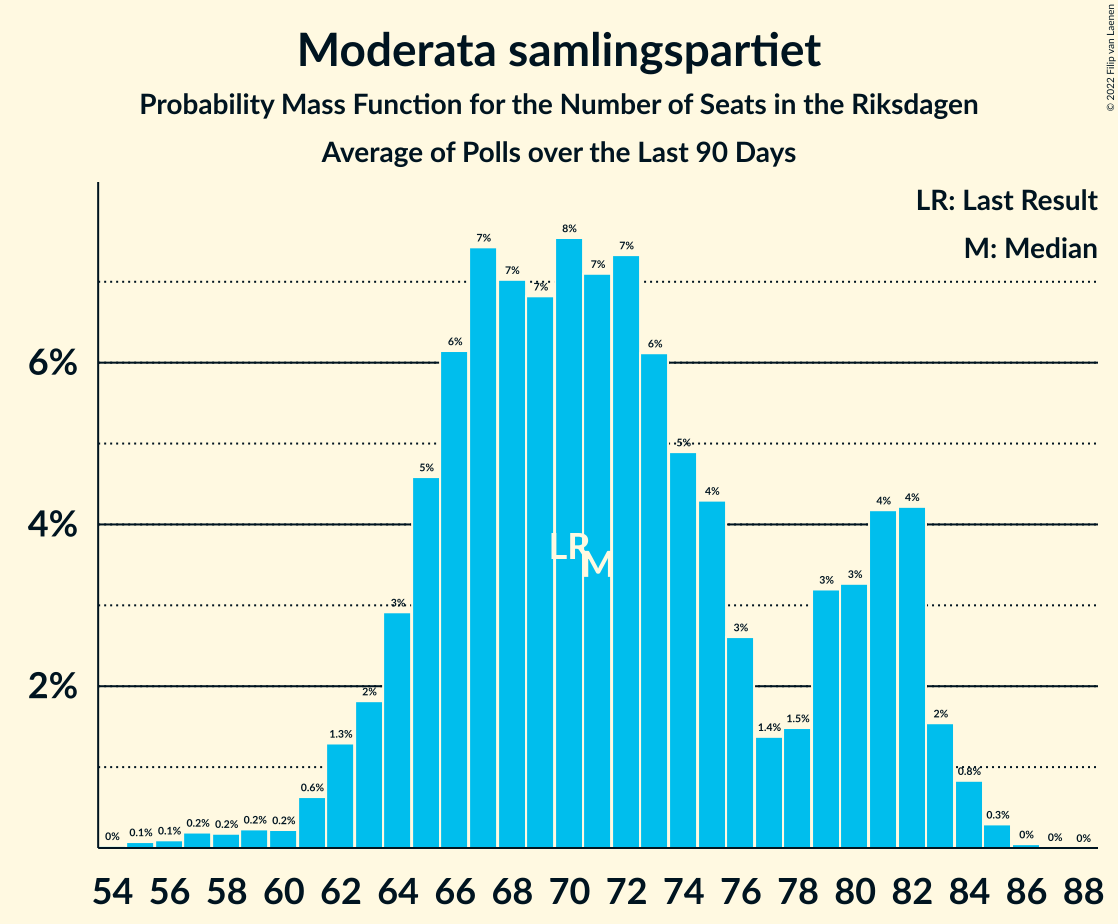 Moderata samlingspartiet
Probability Mass Function for the Number of Seats in the Riksdagen
Average of Polls over the Last 90 Days
© 2022 Filip van Laenen
LR: Last Result
M: Median
6%
4%
2%
0% 0.1% 0.1% 0.2% 0.2% 0.2% 0.2% 0.6% 1.3% 2% 3% 5% 6% 7% 7% 7% 8% 7% 7% 6% 5% 4% 3% 1.4% 1.5% 3% 3% 4% 4% 2% 0.8% 0.3% 0% 0% 0%
LR
M
54 56 58 60 62 64 66 68 70 72 74 76 78 80 82 84 86 88